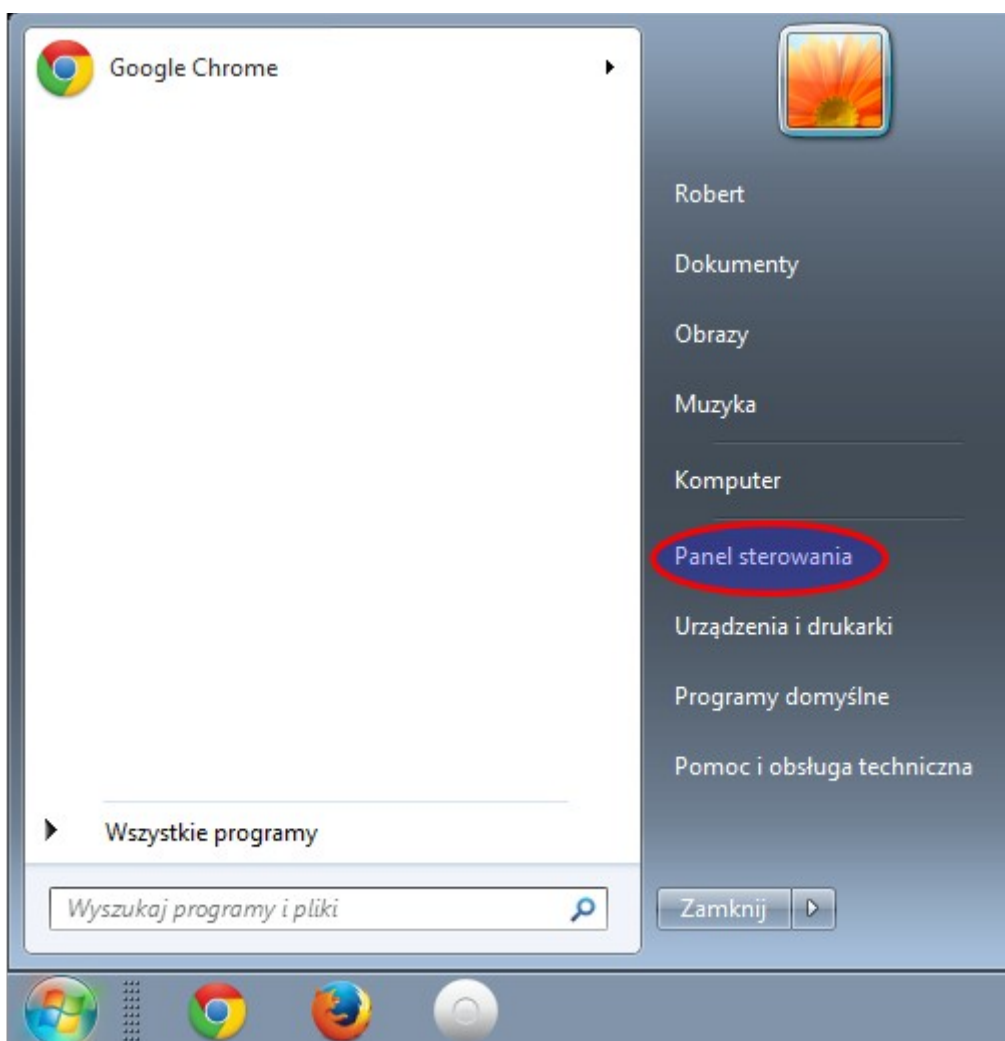 Google Chrome
Wszystkie programy
Wyszukaj programy i pliki
Robert
Dokumenty
Obrazy
Muzyka
Komputer
Panel sterowania
Urządzenia i drukarki
Programy domyślne
Pomoc i obsługa techniczna
Zamknij